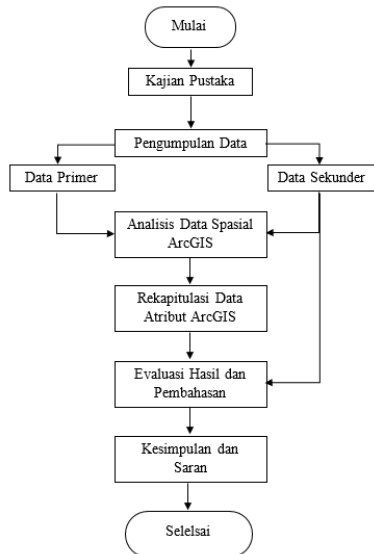 Mulai
Kajian Pustaka
Pengumpulan Data
Data Primer
Data Sekunder
Analisis Data Spasial
ArcGIS
Rekapitulasi Data
Atribut ArcGIS
Evaluasi Hasil dan
Pembahasan
Kesimpulan dan
Saran
Selelsai